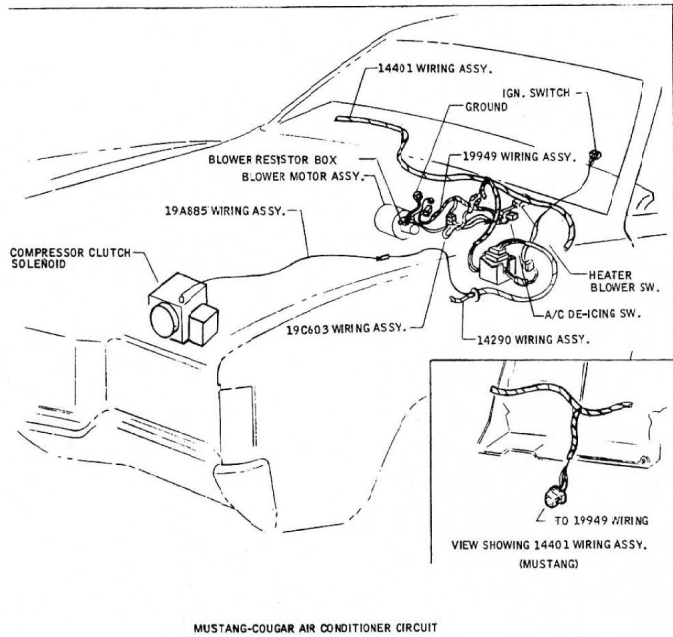 14401 WIRING ASSY.
IGN. SWITCH
GROUND
BLOWER RESISTOR BOX
19949 WIRING ASSY.
BLOWER MOTOR ASSY.
19A885 WIRING ASSY.
COMPRESSOR CLUTCH
SOLENOID
HEATER
BLOWER SW.
A/C DE-ICING SW.
19C603 WIRING ASSY.
14290 WIRING ASSY.
TO 19949 WIRING
VIEW SHOWING 14401 WIRING ASSY.
(MUSTANG)
MUSTANG-COUGAR AIR CONDITIONER CIRCUIT